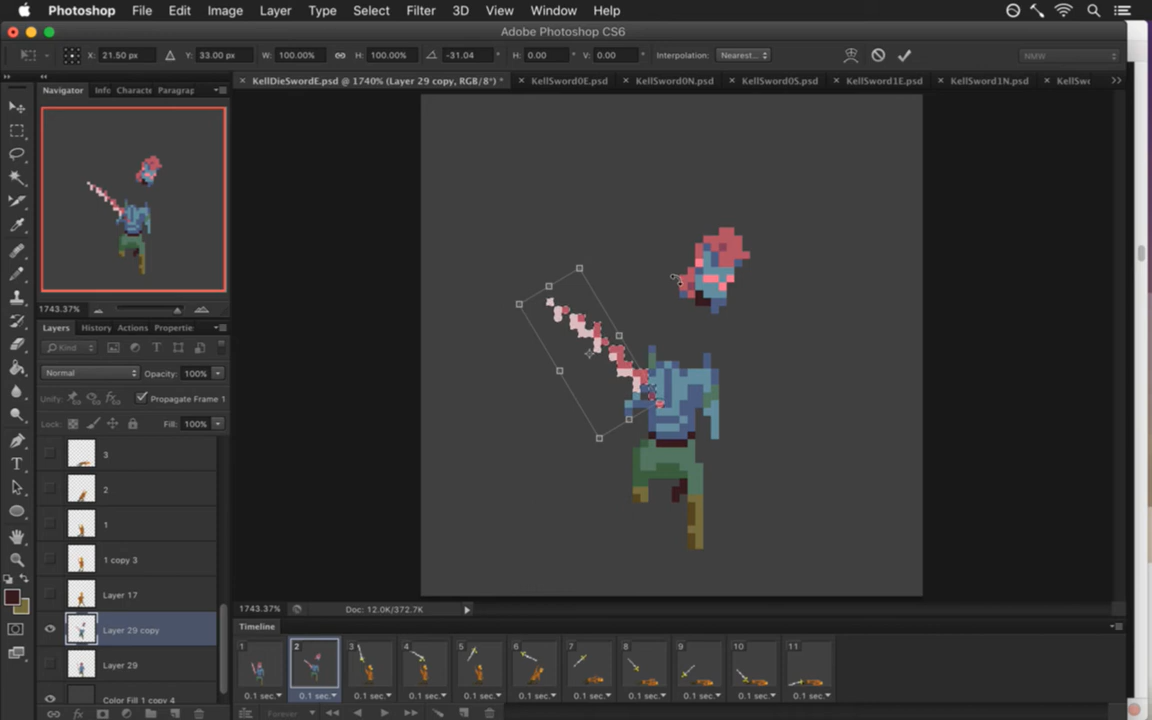 Photoshop File Edit Image Layer Type Select Filter 3D View Window Help
Adobe Photoshop CS6
X: 21.50 px Y: 33.00 px W: 100.00% H: 100.00% -31.04 ° H: 0.00 ° V: 0.00 ° Interpolation: Nearest...
Navigator Info Characte Paragrap
KellDieSwordE.psd @ 1740% (Layer 29 copy, RGB/8*) * KellSword0E.psd KellSword0N.psd KellSword0S.psd KellSword1E.psd KellSword1N.psd KellSwo
1743.37%
Layers History Actions Propertie
Kind
Normal Opacity: 100%
Unify: Propagate Frame 1
Lock: Fill: 100%
3
2
1
1 copy 3
Layer 17
Layer 29 copy
Layer 29
Color Fill 1 copy 4
1743.37% Doc: 12.0K/372.7K
Timeline
1 2 3 4 5 6 7 8 9 10 11
0.1 sec. 0.1 sec. 0.1 sec. 0.1 sec. 0.1 sec. 0.1 sec. 0.1 sec. 0.1 sec. 0.1 sec. 0.1 sec. 0.1 sec.
Forever